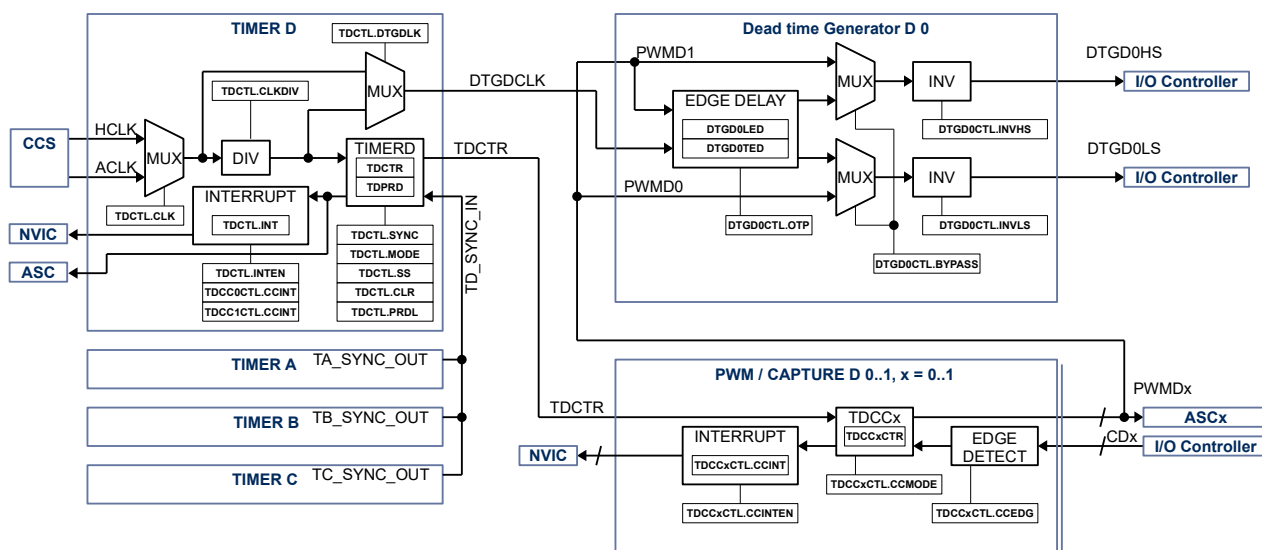 TIMER D
TDCTL.DTGDLK
MUX
TDCTL.CLKDIV
CCS
HCLK
ACLK
MUX
DIV
TIMERD
TDCTR
TDPRD
TDCTL.CLK
INTERRUPT
TDCTL.INT
NVIC
ASC
TDCTL.INTEN
TDCC0CTL.CCINT
TDCC1CTL.CCINT
TDCTL.SYNC
TDCTL.MODE
TDCTL.SS
TDCTL.CLR
TDCTL.PRDL
DTGDCLK
TDCTR
TD_SYNC_IN
TIMER A
TA_SYNC_OUT
TIMER B
TB_SYNC_OUT
TIMER C
TC_SYNC_OUT
Dead time Generator D 0
PWMD1
MUX
INV
DTGD0HS
I/O Controller
EDGE DELAY
DTGD0LED
DTGD0TED
DTGD0CTL.INVHS
PWMD0
MUX
INV
DTGD0LS
I/O Controller
DTGD0CTL.OTP
DTGD0CTL.INVLS
DTGD0CTL.BYPASS
PWM / CAPTURE D 0..1, x = 0..1
TDCTR
TDCCx
TDCCxCTR
PWMDx
ASCx
CDx
I/O Controller
NVIC
INTERRUPT
TDCCxCTL.CCINT
EDGE
DETECT
TDCCxCTL.CCMODE
TDCCxCTL.CCINTEN
TDCCxCTL.CCEDG